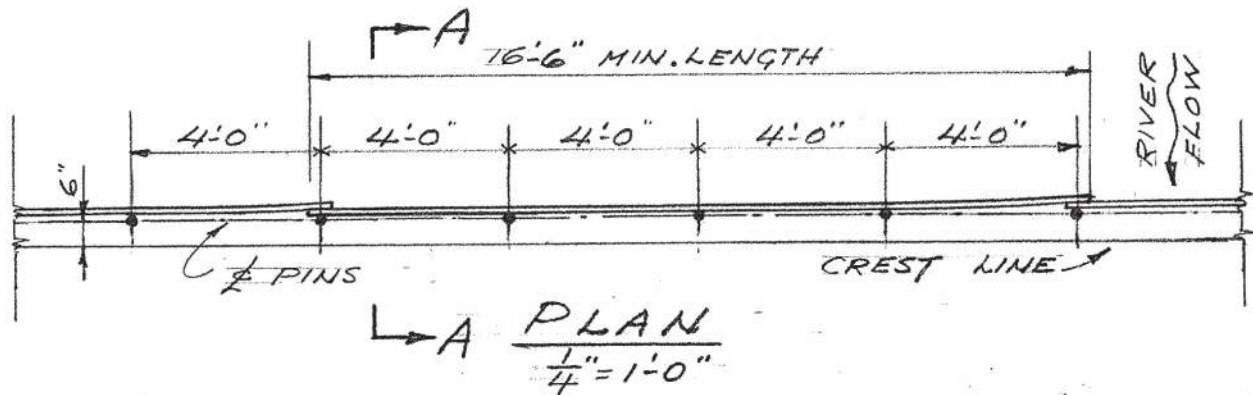 A
16'-6" MIN. LENGTH
RIVER
FLOW
4'-0" 4'-0" 4'-0" 4'-0" 4'-0"
6"
℄ PINS
CREST LINE
A
PLAN
1/4" = 1'-0"